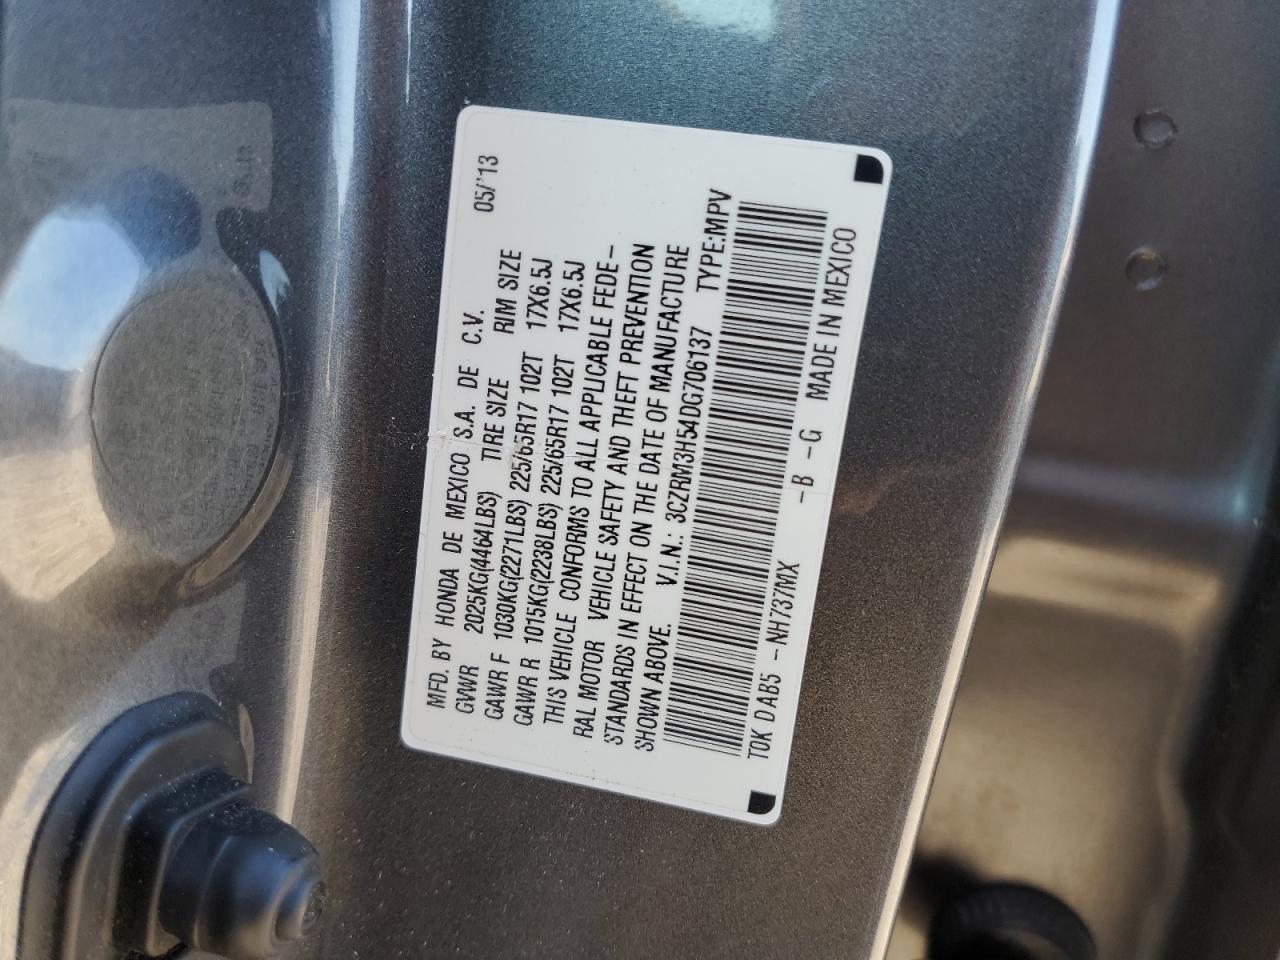 05/'13
MFD. BY HONDA DE MEXICO S.A. DE C.V.
GVWR 2025KG(4464LBS) TIRE SIZE RIM SIZE
GAWR F 1030KG(2271LBS) 225/65R17 102T 17X6.5J
GAWR R 1015KG(2238LBS) 225/65R17 102T 17X6.5J
THIS VEHICLE CONFORMS TO ALL APPLICABLE FEDE-
RAL MOTOR VEHICLE SAFETY AND THEFT PREVENTION
STANDARDS IN EFFECT ON THE DATE OF MANUFACTURE
SHOWN ABOVE. V.I.N.: 3CZRM3H54DG706137 TYPE:MPV
T0K DAB5 -NH737MX -B -G MADE IN MEXICO